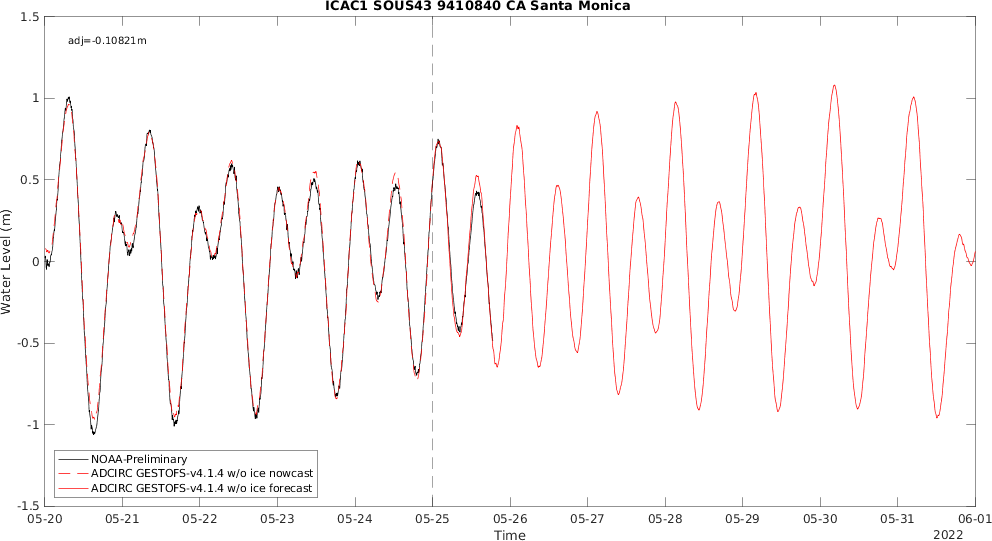 ICAC1 SOUS43 9410840 CA Santa Monica
adj=-0.10821m
1.5
1
0.5
0
-0.5
-1
-1.5
Water Level (m)
NOAA-Preliminary
ADCIRC GESTOFS-v4.1.4 w/o ice nowcast
ADCIRC GESTOFS-v4.1.4 w/o ice forecast
05-20 05-21 05-22 05-23 05-24 05-25 05-26 05-27 05-28 05-29 05-30 05-31 06-01
Time
2022